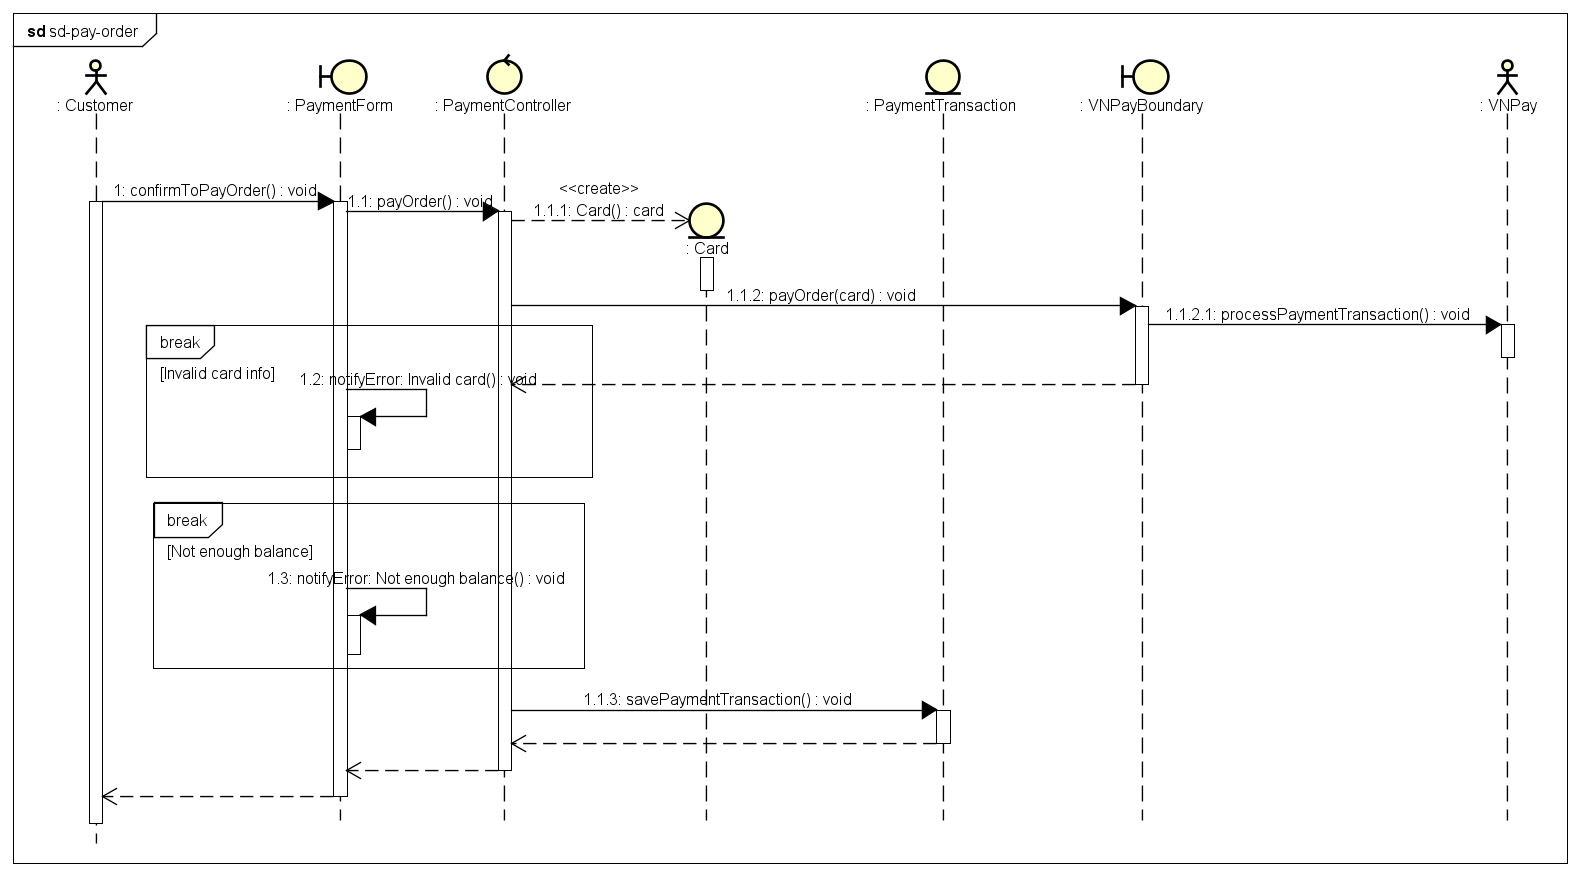 sd sd-pay-order
: Customer
: PaymentForm
: PaymentController
: PaymentTransaction
: VNPayBoundary
: VNPay
1: confirmToPayOrder() : void
1.1: payOrder() : void
<<create>>
1.1.1: Card() : card
: Card
1.1.2: payOrder(card) : void
1.1.2.1: processPaymentTransaction() : void
break
[Invalid card info]
1.2: notifyError: Invalid card() : void
break
[Not enough balance]
1.3: notifyError: Not enough balance() : void
1.1.3: savePaymentTransaction() : void